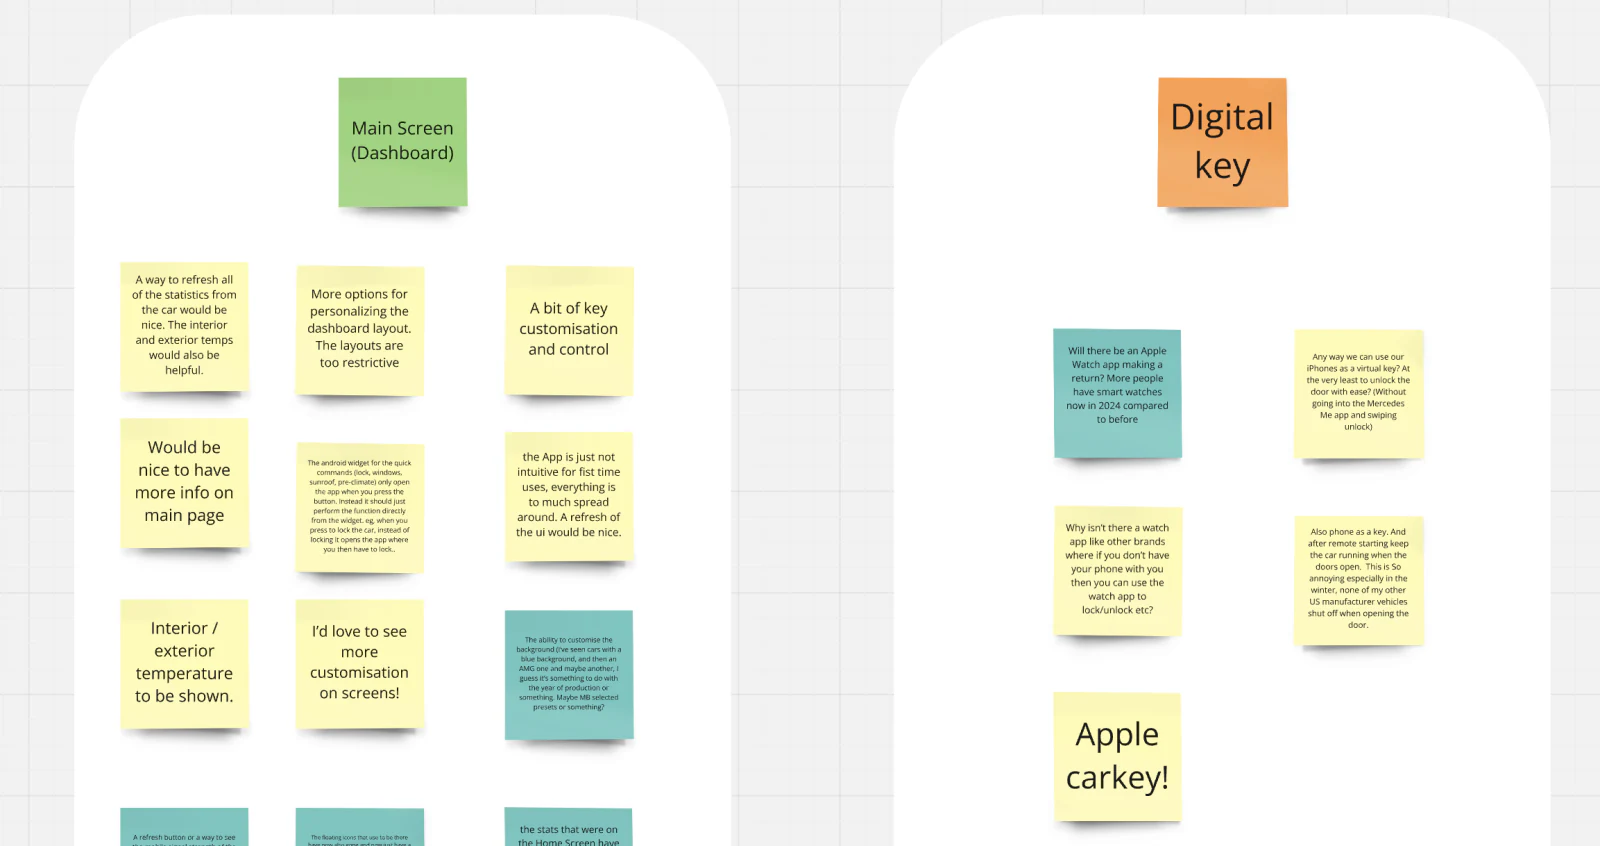 Main Screen
(Dashboard)
A way to refresh all
of the statistics from
the car would be
nice. The interior
and exterior temps
would also be
helpful.
More options for
personalizing the
dashboard layout.
The layouts are
too restrictive
A bit of key
customisation
and control
Would be
nice to have
more info on
main page
The android widget for the quick
commands (lock, windows,
sunroof, pre-climate) only open
the app when you press the
button. Instead it should just
perform the function directly
from the widget. eg, when you
press to lock the car, instead of
locking it opens the app where
you then have to lock..
the App is just not
intuitive for fist time
uses, everything is
to much spread
around. A refresh of
the ui would be nice.
Interior /
exterior
temperature
to be shown.
I'd love to see
more
customisation
on screens!
The ability to customise the
background (I've seen cars with a
blue background, and then an
AMG one and maybe another, I
guess it's something to do with
the year of production or
something. Maybe MB selected
presets or something?
A refresh button or a way to see
The floating icons that use to be there
the stats that were on
the Home Screen have
Digital
key
Will there be an Apple
Watch app making a
return? More people
have smart watches
now in 2024 compared
to before
Any way we can use our
iPhones as a virtual key? At
the very least to unlock the
door with ease? (Without
going into the Mercedes
Me app and swiping
unlock)
Why isn't there a watch
app like other brands
where if you don't have
your phone with you
then you can use the
watch app to
lock/unlock etc?
Also phone as a key. And
after remote starting keep
the car running when the
doors open. This is So
annoying especially in the
winter, none of my other
US manufacturer vehicles
shut off when opening the
door.
Apple
carkey!